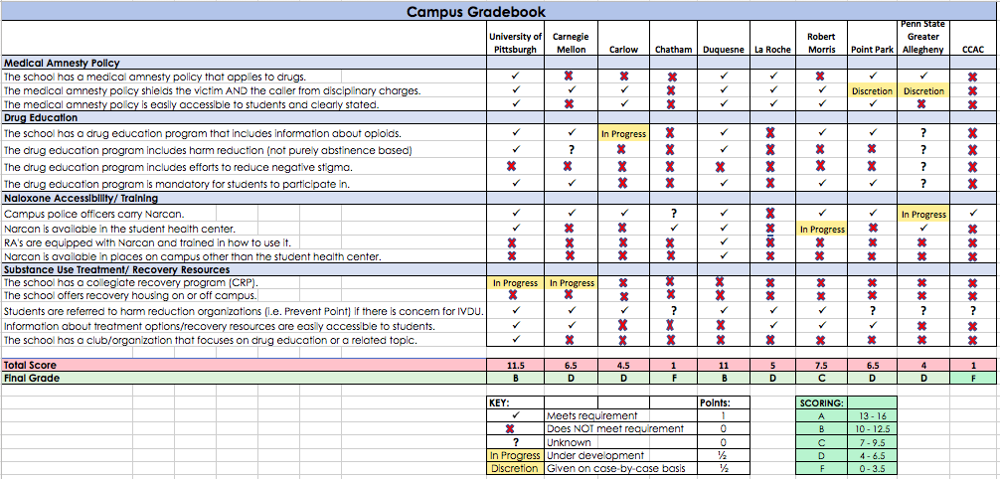 Campus Gradebook
University of Pittsburgh Carnegie Mellon Carlow Chatham Duquesne La Roche Robert Morris Point Park Penn State Greater Allegheny CCAC
Medical Amnesty Policy
The school has a medical amnesty policy that applies to drugs. ✓ ✖ ✖ ✖ ✓ ✓ ✖ ✓ ✓ ✖
The medical amnesty policy shields the victim AND the caller from disciplinary charges. ✓ ✓ ✓ ✖ ✓ ✓ ✓ Discretion Discretion ✖
The medical amnesty policy is easily accessible to students and clearly stated. ✓ ✖ ✓ ✖ ✓ ✓ ✓ ✓ ✖ ✖
Drug Education
The school has a drug education program that includes information about opioids. ✓ ✓ In Progress ✖ ✓ ✖ ✓ ✓ ? ✖
The drug education program includes harm reduction (not purely abstinence based) ✓ ? ✖ ✖ ✓ ✖ ✖ ✖ ? ✖
The drug education program includes efforts to reduce negative stigma. ✖ ✖ ✖ ✖ ✖ ✖ ✖ ✖ ? ✖
The drug education program is mandatory for students to participate in. ✓ ✓ ✖ ✖ ✓ ✖ ✓ ✓ ? ✖
Naloxone Accessibility/ Training
Campus police officers carry Narcan. ✓ ✓ ✓ ? ✓ ✖ ✓ ✓ In Progress ✓
Narcan is available in the student health center. ✓ ✖ ✖ ✓ ✓ ✖ In Progress ✖ ✓ ✖
RA's are equipped with Narcan and trained in how to use it. ✖ ✖ ✖ ✖ ✓ ✖ ✖ ✖ ✖ ✖
Narcan is available in places on campus other than the student health center. ✖ ✖ ✖ ✖ ✓ ✖ ✖ ✖ ✖ ✖
Substance Use Treatment/ Recovery Resources
The school has a collegiate recovery program (CRP). In Progress In Progress ✖ ✖ ✖ ✖ ✖ ✖ ✖ ✖
The school offers recovery housing on or off campus. ✖ ✖ ✖ ✖ ✖ ✖ ✖ ✖ ✖ ✖
Students are referred to harm reduction organizations (i.e. Prevent Point) if there is concern for IVDU. ✓ ✓ ✓ ? ✓ ✓ ✓ ? ? ?
Information about treatment options/recovery resources are easily accessible to students. ✓ ✓ ✖ ✖ ✖ ✓ ✓ ✓ ✖ ✖
The school has a club/organization that focuses on drug education or a related topic. ✓ ✖ ✖ ✖ ✖ ✖ ✖ ✖ ✖ ✖
Total Score 11.5 6.5 4.5 1 11 5 7.5 6.5 4 1
Final Grade B D D F B D C D D F
KEY: Points: SCORING:
✓ Meets requirement 1 A 13 - 16
✖ Does NOT meet requirement 0 B 10 - 12.5
? Unknown 0 C 7 - 9.5
In Progress Under development ½ D 4 - 6.5
Discretion Given on case-by-case basis ½ F 0 - 3.5